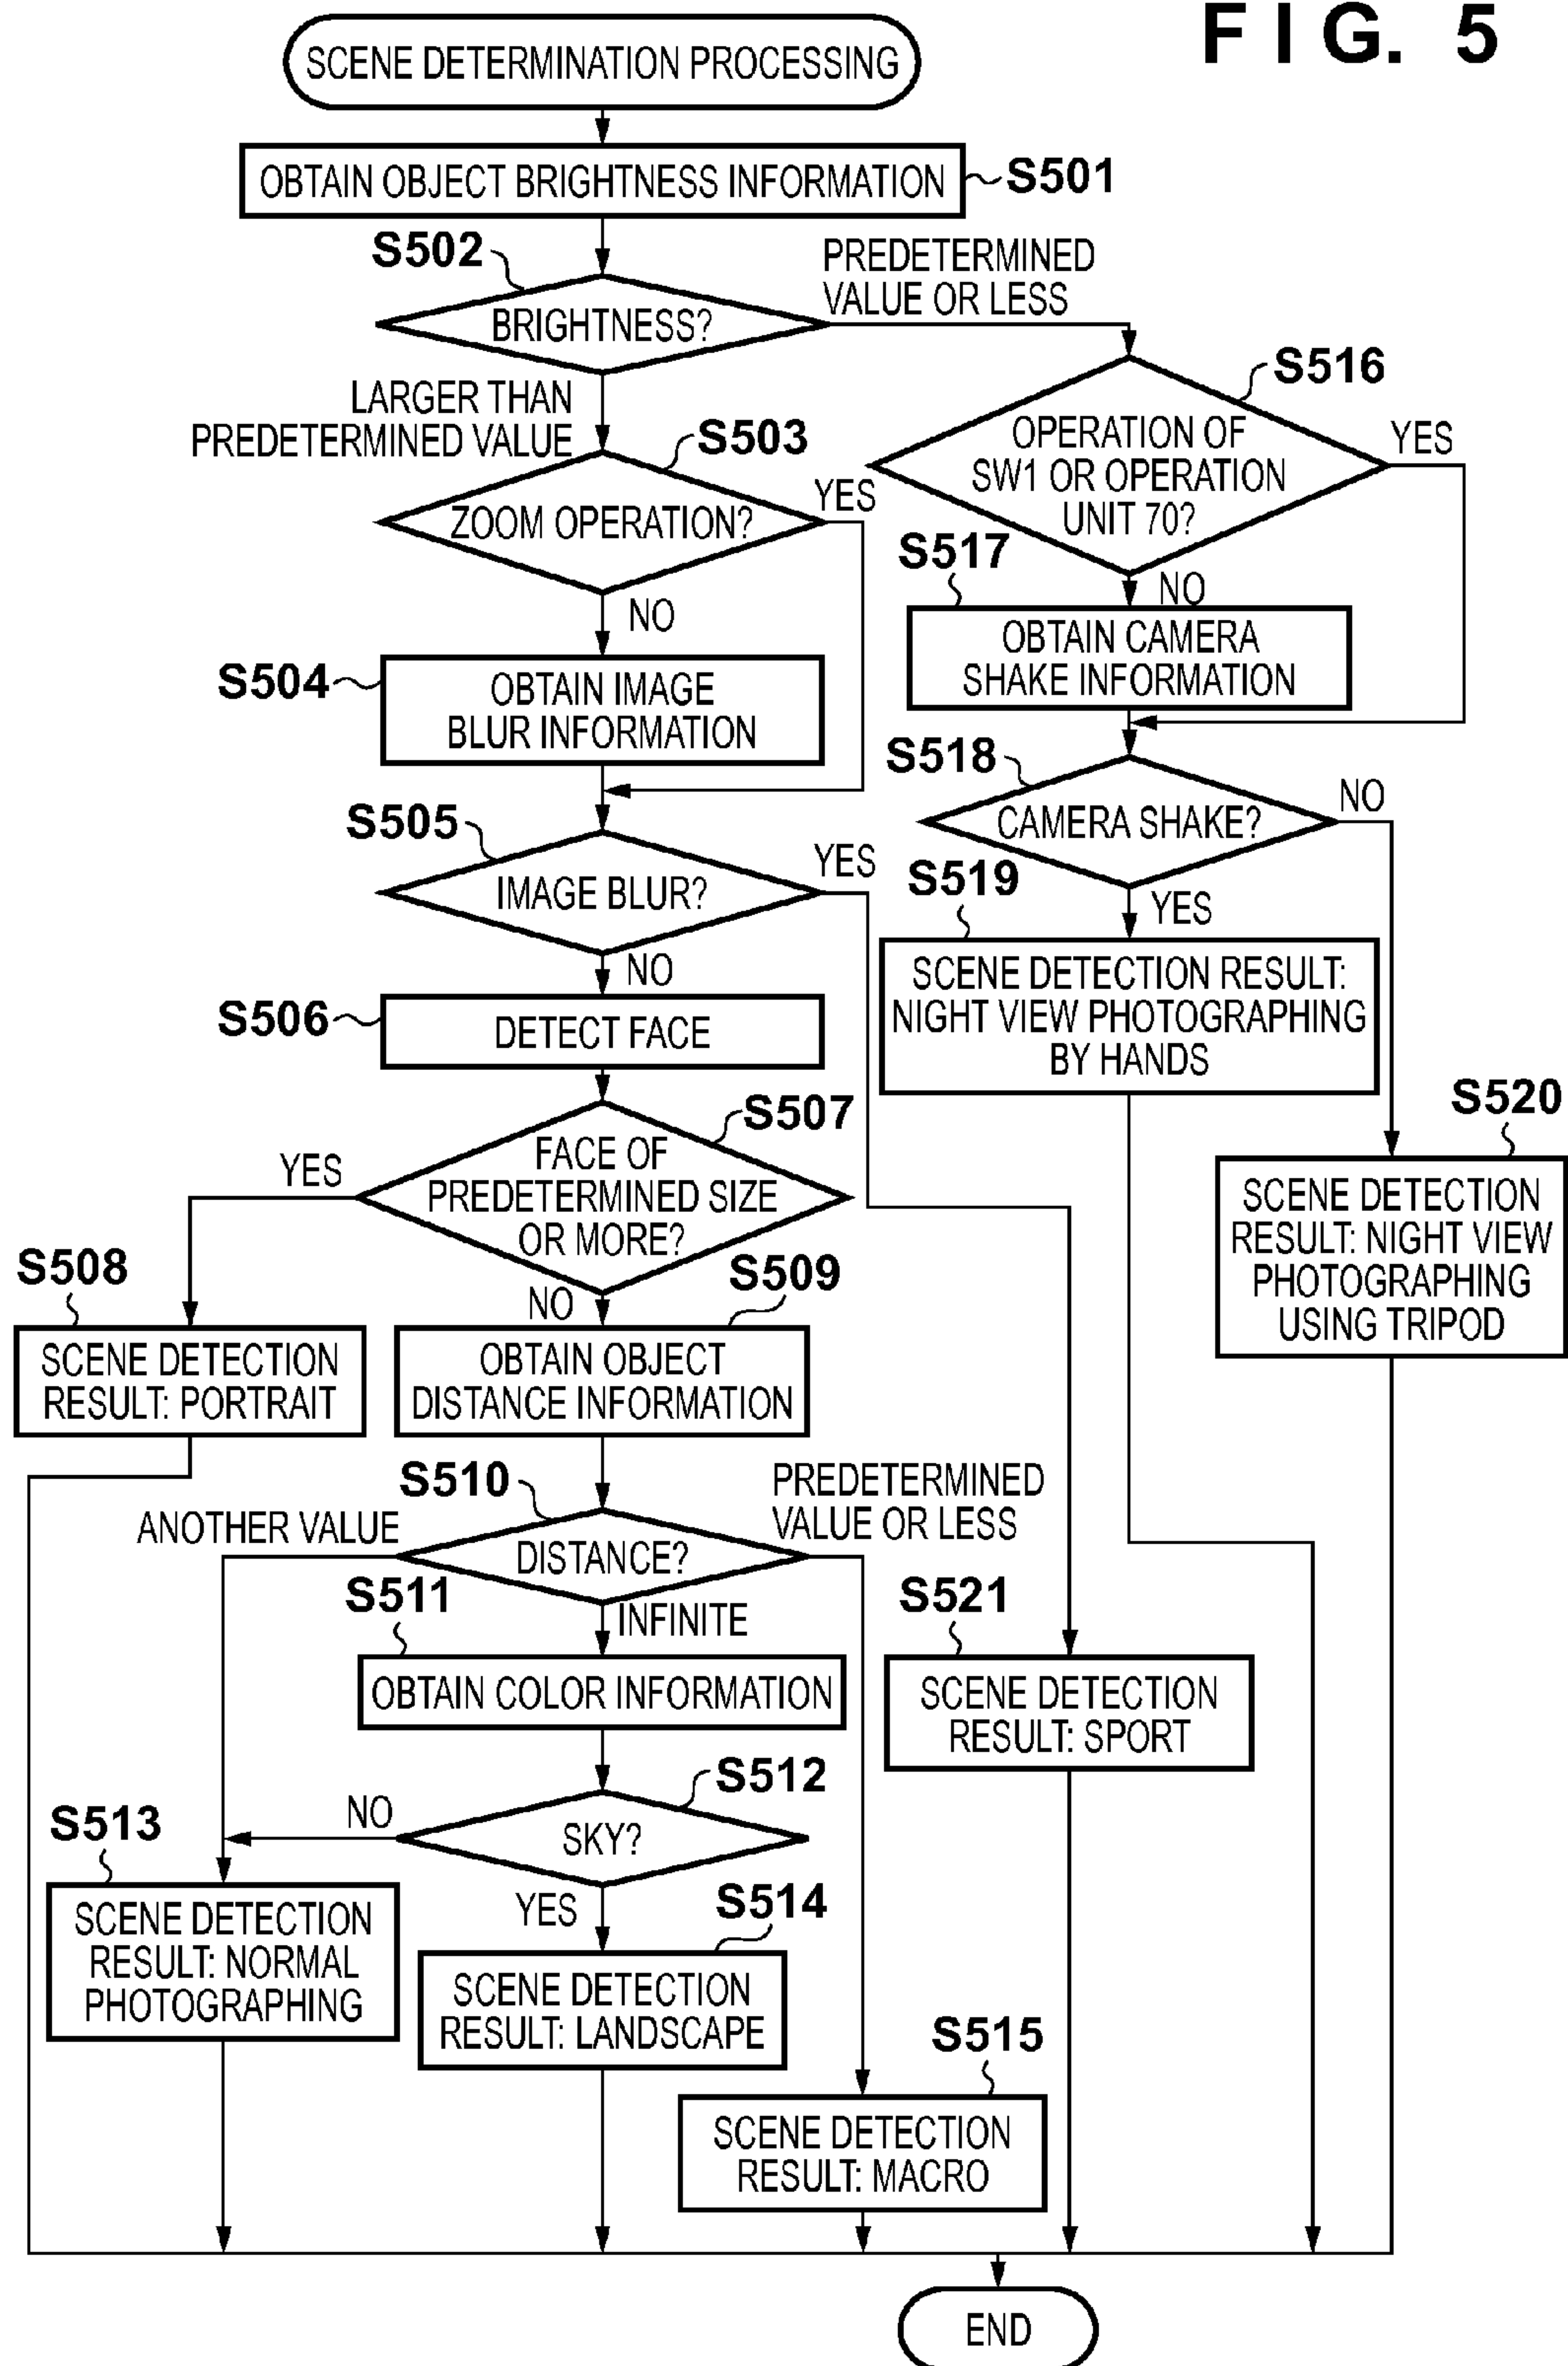 FIG. 5
SCENE DETERMINATION PROCESSING
OBTAIN OBJECT BRIGHTNESS INFORMATION
S501
S502
BRIGHTNESS?
PREDETERMINED
VALUE OR LESS
LARGER THAN
PREDETERMINED VALUE
S503
ZOOM OPERATION?
YES
NO
S504
OBTAIN IMAGE
BLUR INFORMATION
S505
IMAGE BLUR?
YES
NO
S506
DETECT FACE
S507
FACE OF
PREDETERMINED SIZE
OR MORE?
YES
NO
S508
SCENE DETECTION
RESULT: PORTRAIT
S509
OBTAIN OBJECT
DISTANCE INFORMATION
S510
DISTANCE?
ANOTHER VALUE
PREDETERMINED
VALUE OR LESS
INFINITE
S511
OBTAIN COLOR INFORMATION
S512
SKY?
NO
YES
S513
SCENE DETECTION
RESULT: NORMAL
PHOTOGRAPHING
S514
SCENE DETECTION
RESULT: LANDSCAPE
S515
SCENE DETECTION
RESULT: MACRO
S516
OPERATION OF
SW1 OR OPERATION
UNIT 70?
YES
NO
S517
OBTAIN CAMERA
SHAKE INFORMATION
S518
CAMERA SHAKE?
NO
YES
S519
SCENE DETECTION RESULT:
NIGHT VIEW PHOTOGRAPHING
BY HANDS
S520
SCENE DETECTION
RESULT: NIGHT VIEW
PHOTOGRAPHING
USING TRIPOD
S521
SCENE DETECTION
RESULT: SPORT
END